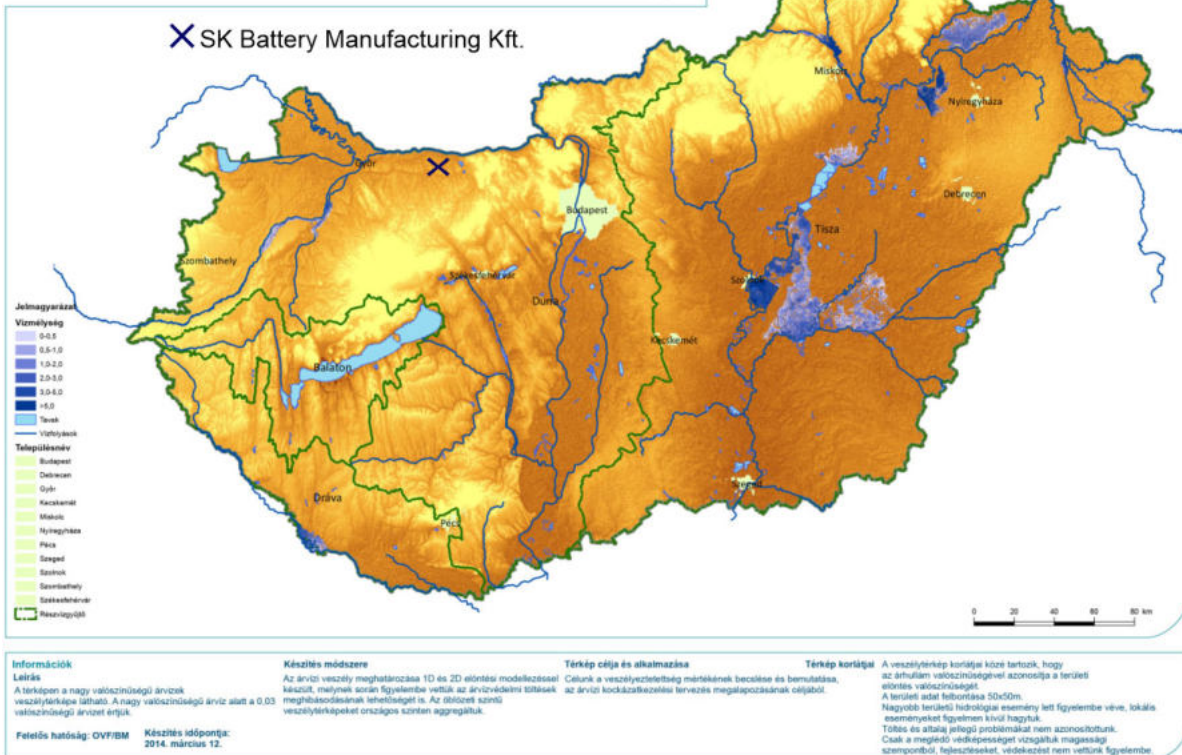 SK Battery Manufacturing Kft.
Miskolc
Nyíregyháza
Győr
Debrecen
Budapest
Tisza
Szombathely
Székesfehérvár
Szolnok
Duna
Kecskemét
Balaton
Szeged
Dráva
Pécs
Jelmagyarázat
Vízmélység
0-0,5
0,5-1,0
1,0-2,0
2,0-3,0
3,0-5,0
>5,0
Tavak
Vízfolyások
Településnév
Budapest
Debrecen
Győr
Kecskemét
Miskolc
Nyíregyháza
Pécs
Szeged
Szolnok
Szombathely
Székesfehérvár
Részvízgyűjtő
0 20 40 60 80 km
Információk
Leírás
A térképen a nagy valószínűségű árvizek
veszélytérképe látható. A nagy valószínűségű árvíz alatt a 0,03
valószínűségű árvizet értjük.
Felelős hatóság: OVF/BM
Készítés időpontja:
2014. március 12.
Készítés módszere
Az árvízi veszély meghatározása 1D és 2D elöntési modellezéssel
készült, melynek során figyelembe vettük az árvízvédelmi töltések
meghibásodásának lehetőségét is. Az öblözeti szintű
veszélytérképeket országos szinten aggregáltuk.
Térkép célja és alkalmazása
Célunk a veszélyeztetettség mértékének becslése és bemutatása,
az árvízi kockázatkezelési tervezés megalapozásának céljából.
Térkép korlátjai
A veszélytérkép korlátjai közé tartozik, hogy
az árhullám valószínűségével azonosítja a területi
elöntés valószínűségét.
A területi adat felbontása 50x50m.
Nagyobb területű hidrológiai esemény lett figyelembe véve, lokális
eseményeket figyelmen kívül hagytuk.
Töltés és altalaj jellegű problémákat nem azonosítottunk.
Csak a meglédő védképességet vizsgáltuk magassági
szempontból, fejlesztéseket, védekezést nem vettünk figyelembe.